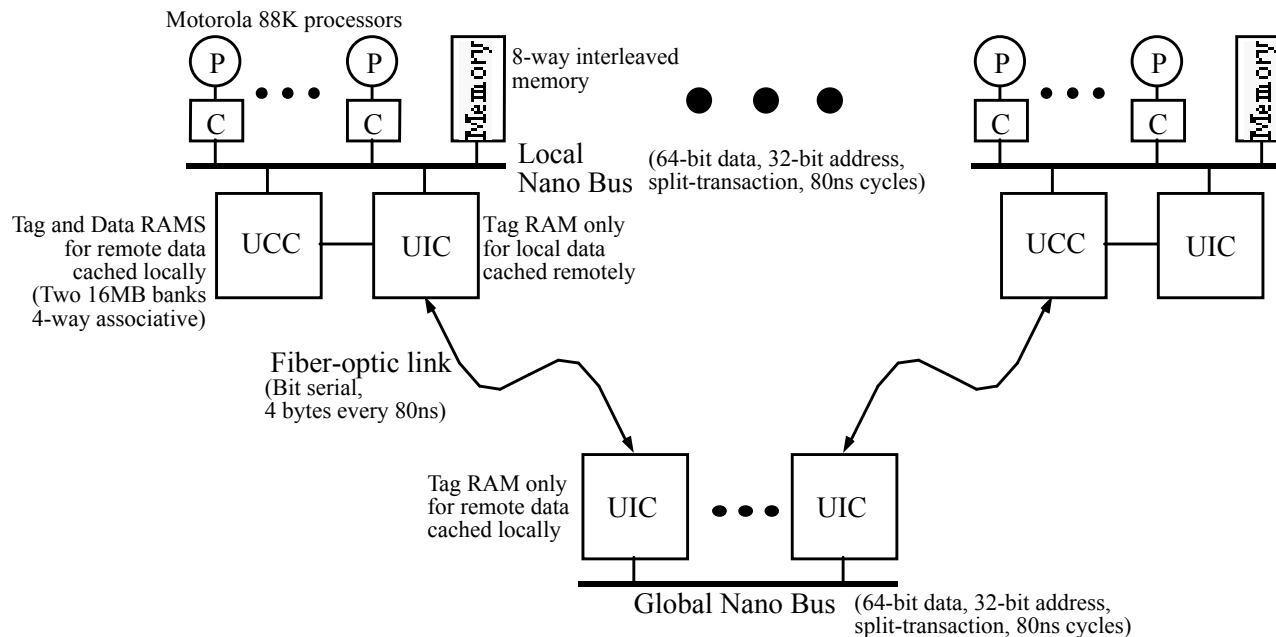 Motorola 88K processors
P
P
Memory
8-way interleaved
memory
P
P
Memory
C
C
C
C
Local
Nano Bus
(64-bit data, 32-bit address,
split-transaction, 80ns cycles)
Tag and Data RAMS
for remote data
cached locally
(Two 16MB banks
4-way associative)
UCC
UIC
Tag RAM only
for local data
cached remotely
UCC
UIC
Fiber-optic link
(Bit serial,
4 bytes every 80ns)
Tag RAM only
for remote data
cached locally
UIC
UIC
Global Nano Bus
(64-bit data, 32-bit address,
split-transaction, 80ns cycles)